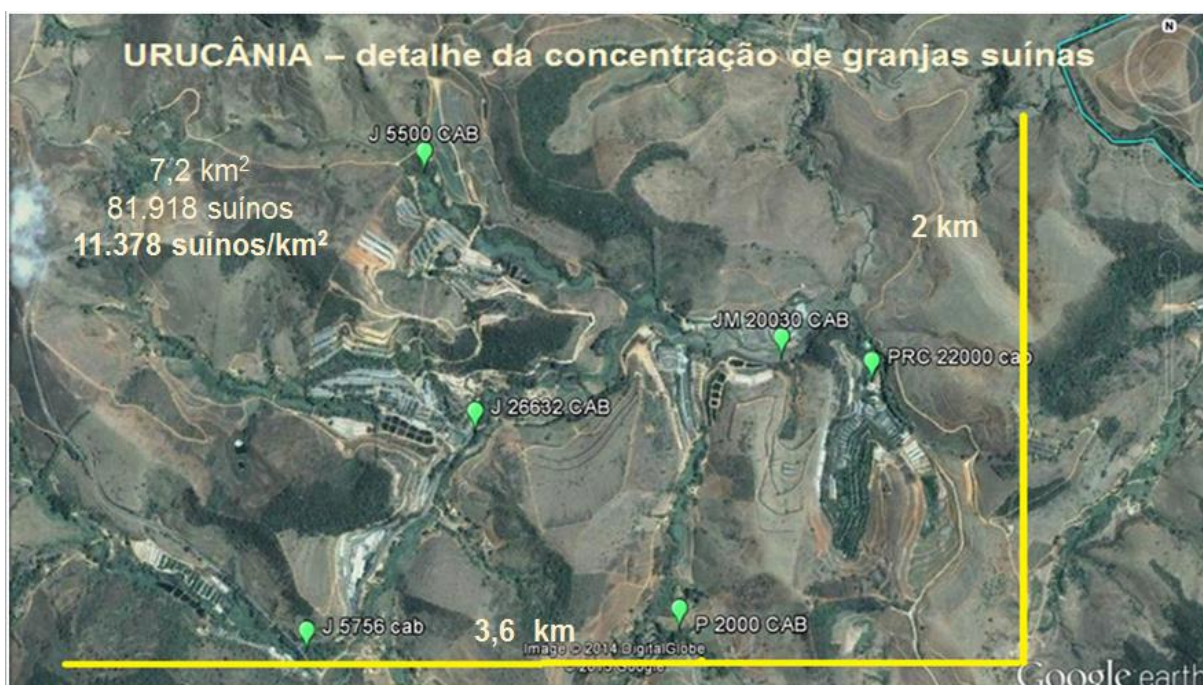 N
URUCÂNIA – detalhe da concentração de granjas suínas
J 5500 CAB
7,2 km²
81.918 suínos
11.378 suínos/km²
2 km
JM 20030 CAB
PRC 22000 cab
J 26632 CAB
J 5756 cab
3,6 km
P 2000 CAB
Image © 2014 DigitalGlobe
Google earth